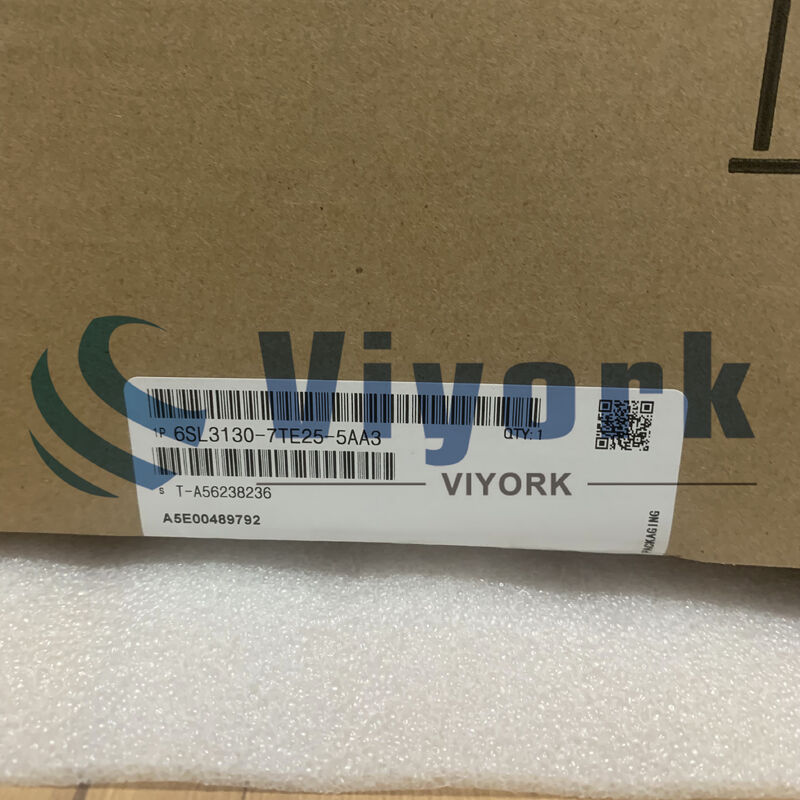 Viyork
1P 6SL3130-7TE25-5AA3 QTY:1
S T-A56238236
VIYORK
A5E00489792
PACKAGING